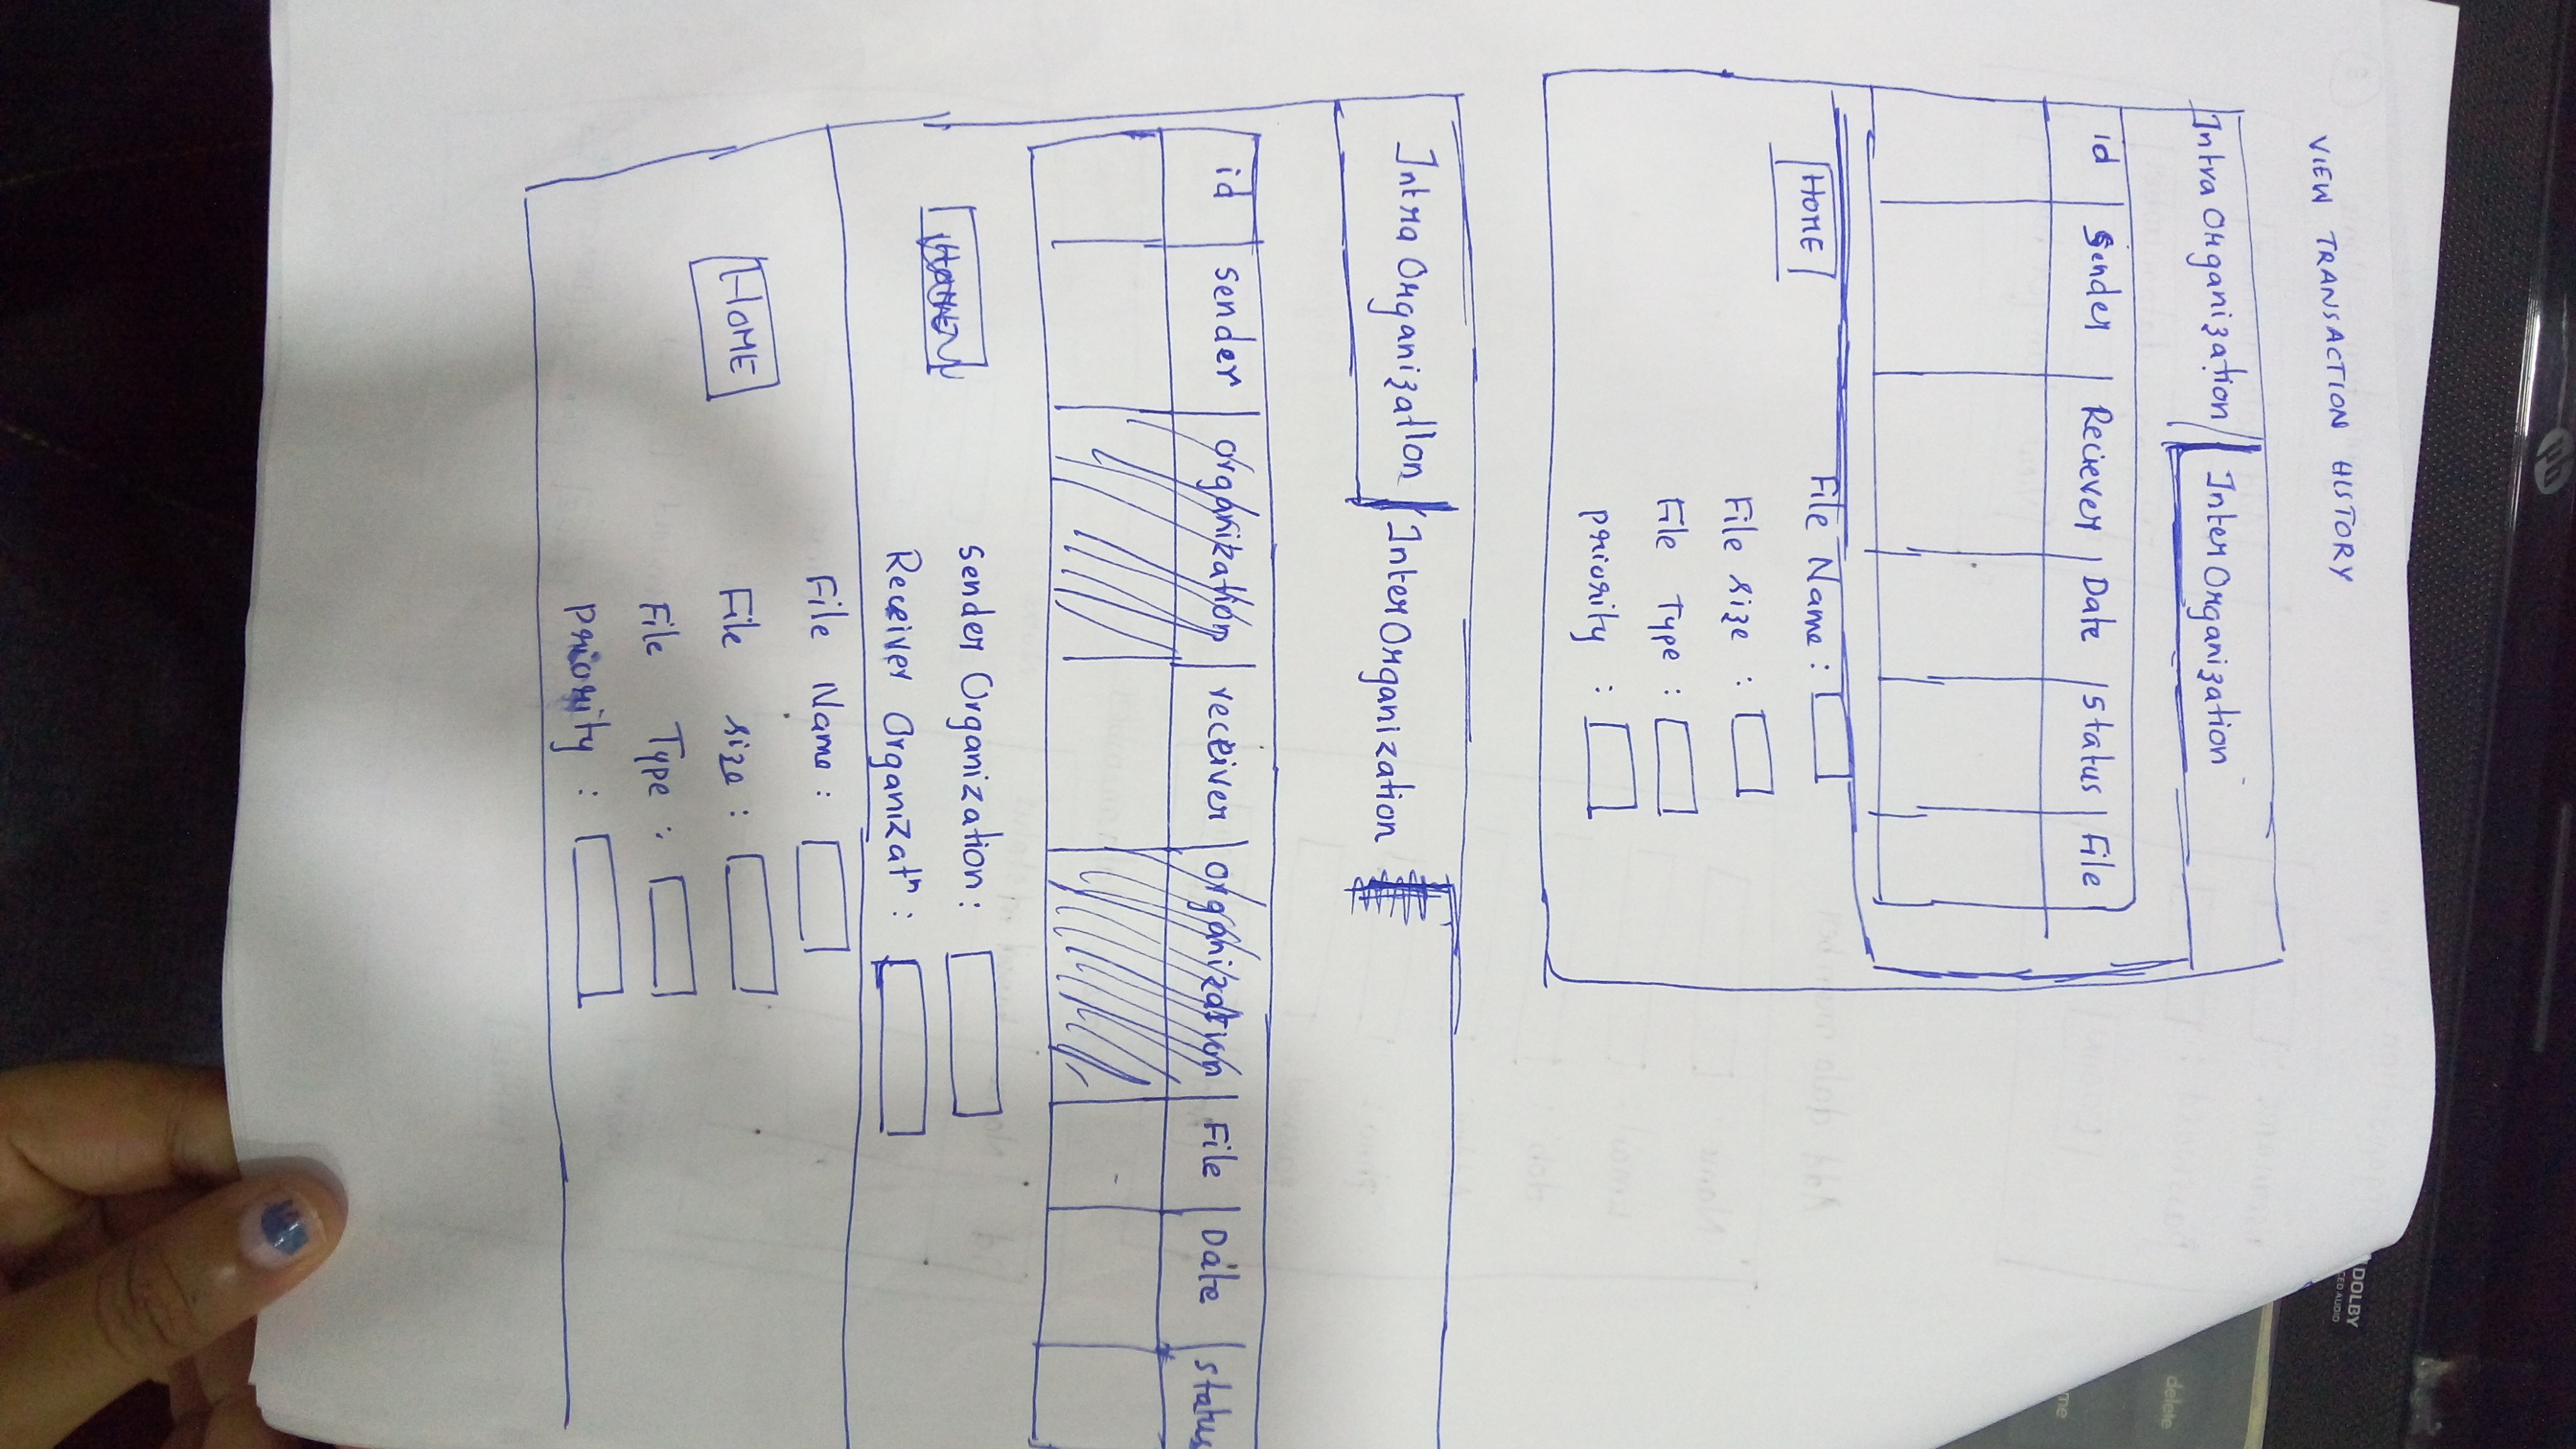 VIEW TRANSACTION HISTORY
Intra Organization Inter Organization
id Sender Reciever Date Status File
HOME
File Name :
File size :
File Type :
priority :
Intra Organization Inter Organization
id sender organization receiver organization File Date status
sender Organization :
Receiver Organizatn :
HOME
File Name :
File size :
File Type :
priority :
hp
DOLBY
delete